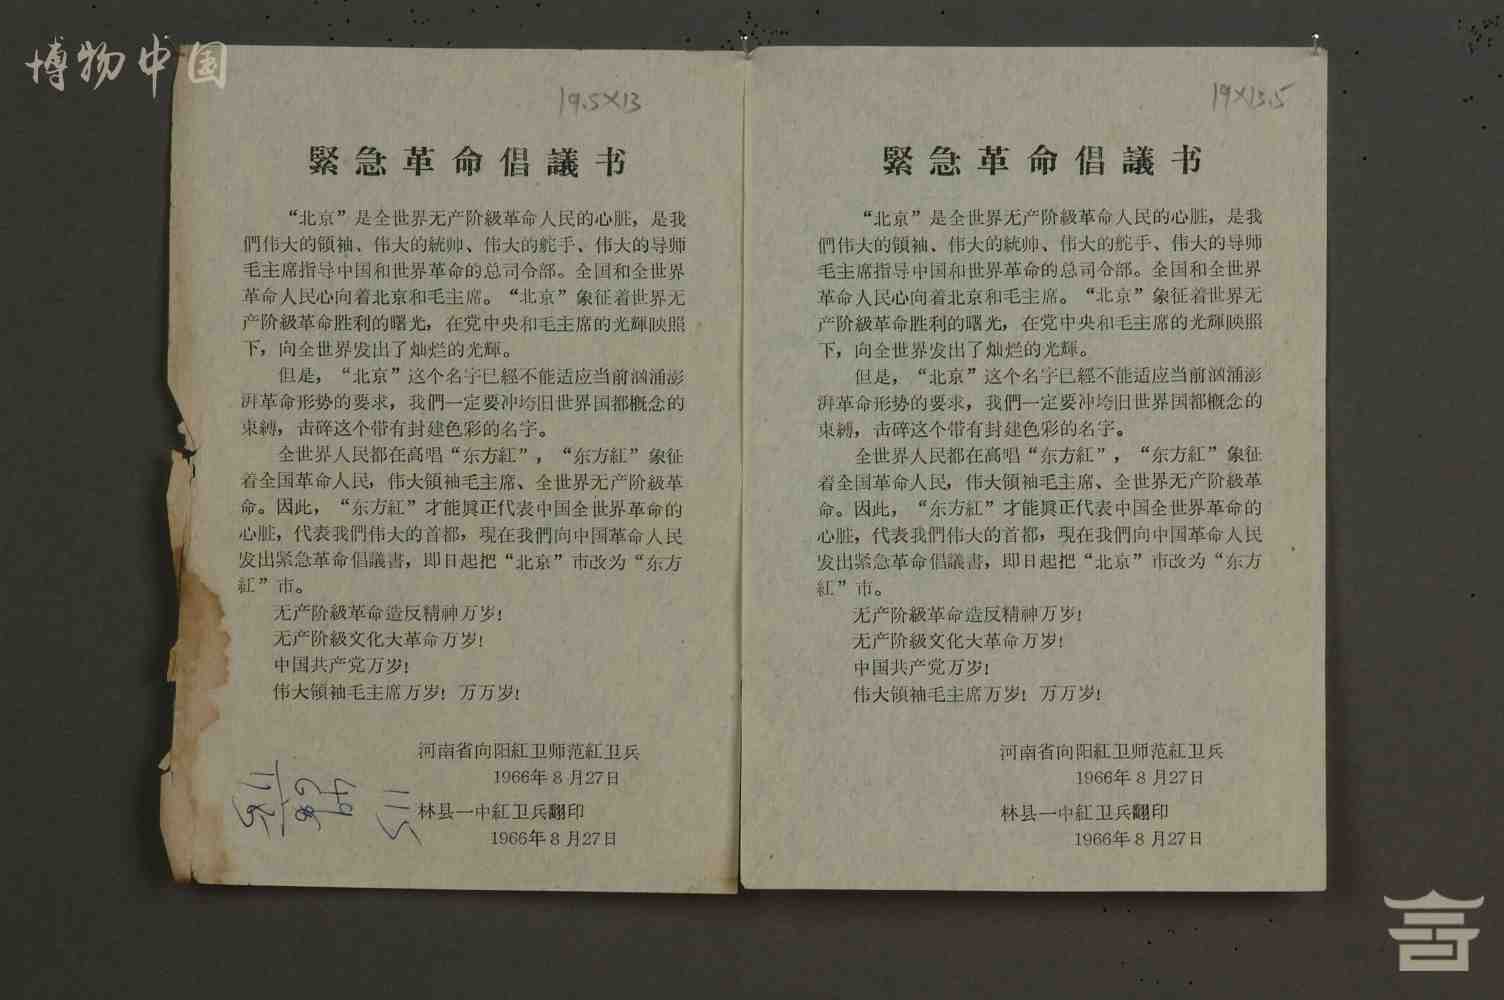 博物中国
19.5×13
緊急革命倡議书
“北京”是全世界无产阶級革命人民的心脏，是我
們伟大的領袖、伟大的統帅、伟大的舵手、伟大的导师
毛主席指导中国和世界革命的总司令部。全国和全世界
革命人民心向着北京和毛主席。“北京”象征着世界无
产阶級革命胜利的曙光，在党中央和毛主席的光輝映照
下，向全世界发出了灿烂的光輝。
但是，“北京”这个名字已經不能适应当前汹涌澎
湃革命形势的要求，我們一定要冲垮旧世界国都概念的
束縛，击碎这个带有封建色彩的名字。
全世界人民都在高唱“东方紅”，“东方紅”象征
着全国革命人民，伟大領袖毛主席、全世界无产阶級革
命。因此，“东方紅”才能眞正代表中国全世界革命的
心脏，代表我們伟大的首都，現在我們向中国革命人民
发出緊急革命倡議書，即日起把“北京”市改为“东方
紅”市。
无产阶級革命造反精神万岁！
无产阶級文化大革命万岁！
中国共产党万岁！
伟大領袖毛主席万岁！万万岁！
河南省向阳紅卫师范紅卫兵
1966年8月27日
林县一中紅卫兵翻印
1966年8月27日
115
19×13.5
緊急革命倡議书
“北京”是全世界无产阶級革命人民的心脏，是我
們伟大的領袖、伟大的統帅、伟大的舵手、伟大的导师
毛主席指导中国和世界革命的总司令部。全国和全世界
革命人民心向着北京和毛主席。“北京”象征着世界无
产阶級革命胜利的曙光，在党中央和毛主席的光輝映照
下，向全世界发出了灿烂的光輝。
但是，“北京”这个名字已經不能适应当前汹涌澎
湃革命形势的要求，我們一定要冲垮旧世界国都概念的
束縛，击碎这个带有封建色彩的名字。
全世界人民都在高唱“东方紅”，“东方紅”象征
着全国革命人民，伟大領袖毛主席、全世界无产阶級革
命。因此，“东方紅”才能眞正代表中国全世界革命的
心脏，代表我們伟大的首都，現在我們向中国革命人民
发出緊急革命倡議書，即日起把“北京”市改为“东方
紅”市。
无产阶級革命造反精神万岁！
无产阶級文化大革命万岁！
中国共产党万岁！
伟大領袖毛主席万岁！万万岁！
河南省向阳紅卫师范紅卫兵
1966年8月27日
林县一中紅卫兵翻印
1966年8月27日